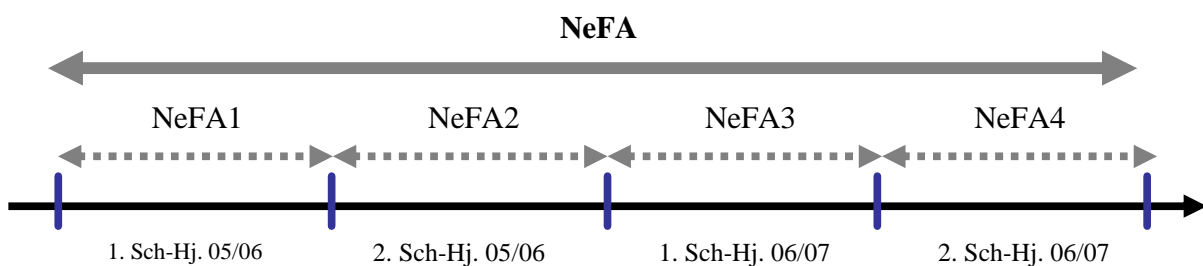 NeFA
NeFA1 NeFA2 NeFA3 NeFA4
1. Sch-Hj. 05/06 2. Sch-Hj. 05/06 1. Sch-Hj. 06/07 2. Sch-Hj. 06/07